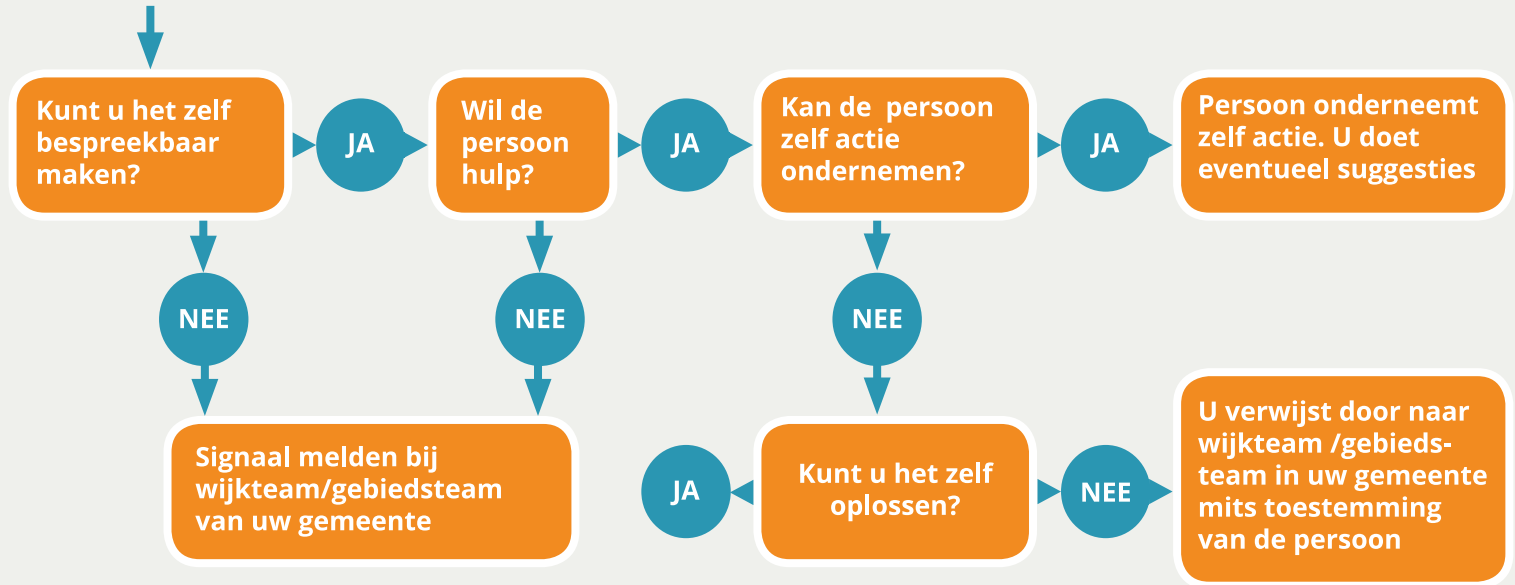 Kunt u het zelf
bespreekbaar
maken?
JA
Wil de
persoon
hulp?
JA
Kan de persoon
zelf actie
ondernemen?
JA
Persoon onderneemt
zelf actie. U doet
eventueel suggesties
NEE
NEE
NEE
Signaal melden bij
wijkteam/gebiedsteam
van uw gemeente
JA
Kunt u het zelf
oplossen?
NEE
U verwijst door naar
wijkteam /gebieds-
team in uw gemeente
mits toestemming
van de persoon